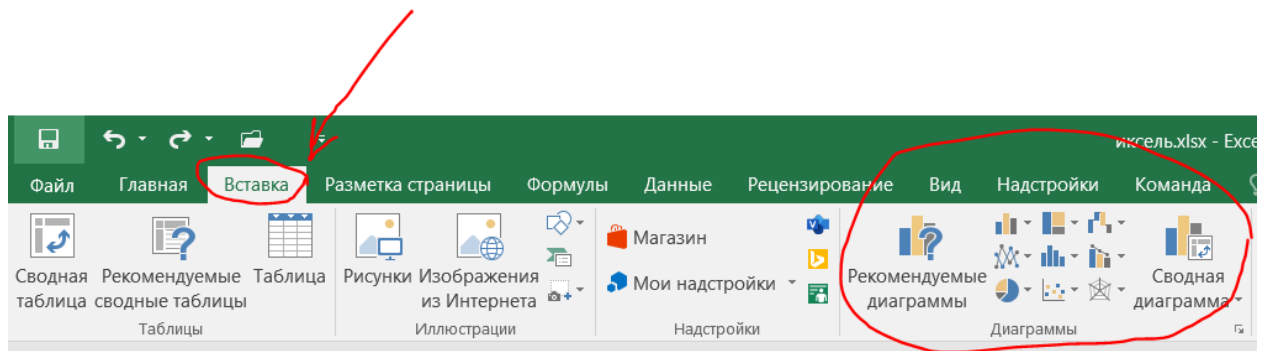 иксель.xlsx - Exce
Файл Главная Вставка Разметка страницы Формулы Данные Рецензирование Вид Надстройки Команда
Сводная таблица
Рекомендуемые сводные таблицы
Таблица
Таблицы
Рисунки
Изображения из Интернета
Иллюстрации
Магазин
Мои надстройки
Надстройки
Рекомендуемые диаграммы
Сводная диаграмма
Диаграммы